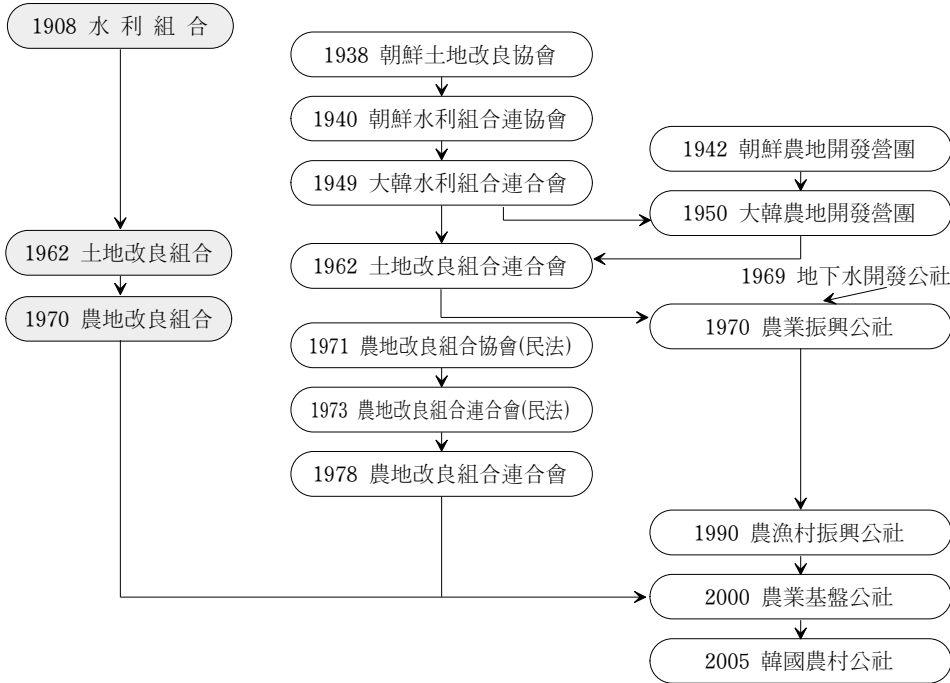 1908 水 利 組 合
1962 土地改良組合
1970 農地改良組合
1938 朝鮮土地改良協會
1940 朝鮮水利組合連協會
1949 大韓水利組合連合會
1962 土地改良組合連合會
1971 農地改良組合協會(民法)
1973 農地改良組合連合會(民法)
1978 農地改良組合連合會
1942 朝鮮農地開發營團
1950 大韓農地開發營團
1969 地下水開發公社
1970 農業振興公社
1990 農漁村振興公社
2000 農業基盤公社
2005 韓國農村公社